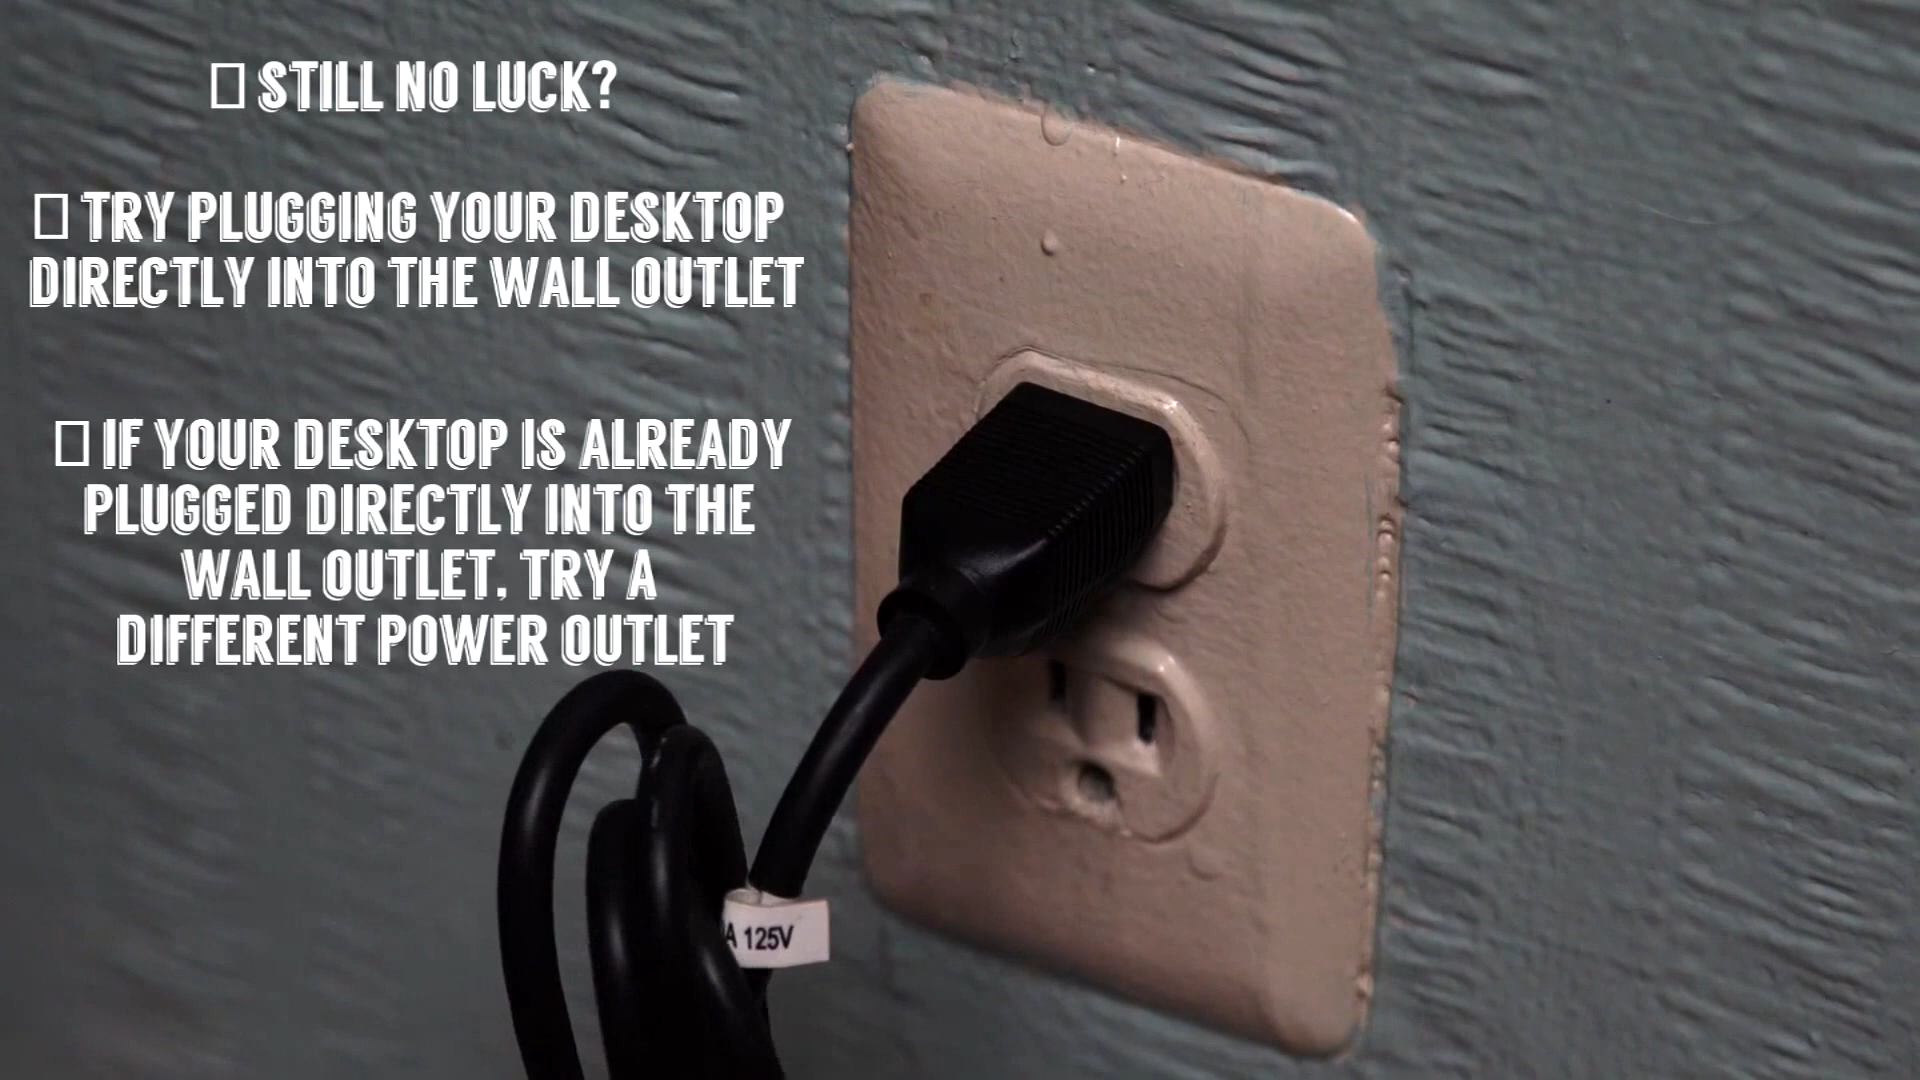 □ STILL NO LUCK?
□ TRY PLUGGING YOUR DESKTOP
DIRECTLY INTO THE WALL OUTLET
□ IF YOUR DESKTOP IS ALREADY
PLUGGED DIRECTLY INTO THE
WALL OUTLET, TRY A
DIFFERENT POWER OUTLET
A 125V